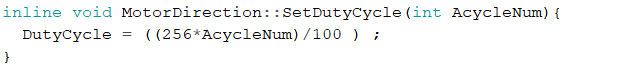 inline void MotorDirection::SetDutyCycle(int AcycleNum){
  DutyCycle = ((256*AcycleNum)/100 ) ;
}